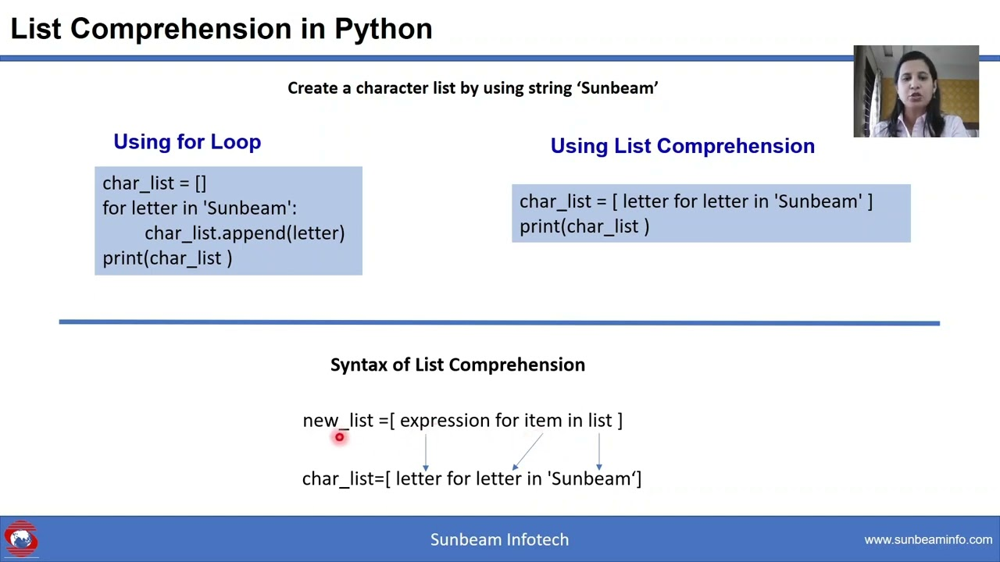 List Comprehension in Python
Create a character list by using string ‘Sunbeam’
Using for Loop
char_list = []
for letter in 'Sunbeam':
char_list.append(letter)
print(char_list )
Using List Comprehension
char_list = [ letter for letter in 'Sunbeam' ]
print(char_list )
Syntax of List Comprehension
new_list =[ expression for item in list ]
char_list=[ letter for letter in 'Sunbeam‘]
Sunbeam Infotech
www.sunbeaminfo.com